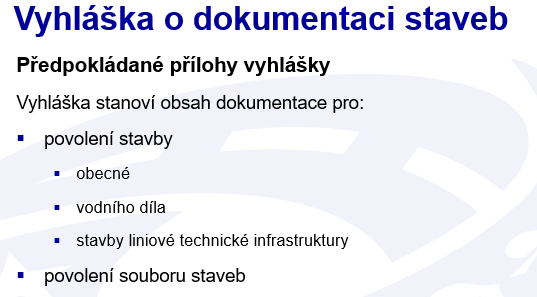 Vyhláška o dokumentaci staveb
Předpokládané přílohy vyhlášky
Vyhláška stanoví obsah dokumentace pro:
▪ povolení stavby
▪ obecné
▪ vodního díla
▪ stavby liniové technické infrastruktury
▪ povolení souboru staveb